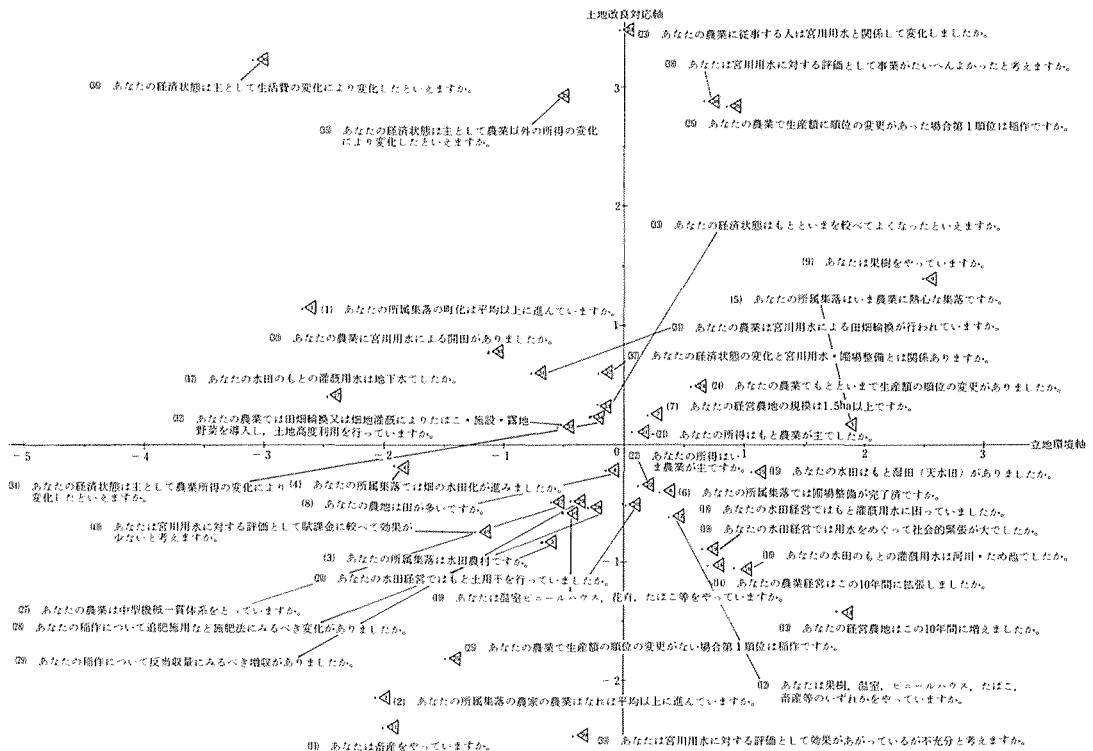 土地改良対応軸
あなたの農業に従事する人は宮川用水と関係して変化しましたか。
あなたは宮川用水に対する評価として事業がたいへんよかったと考えますか。
あなたの経済状態は主として生活費の変化により変化したといえますか。
3
あなたの経済状態は主として農業以外の所得の変化
により変化したといえますか。
あなたの農業で生産額に順位の変更があった場合第1順位は稲作ですか。
2
(33) あなたの経済状態はもといまを較べてよくなったといえますか。
(9) あなたは果樹をやっていますか。
(5) あなたの所属集落はいま農業に熱心な集落ですか。
(1) あなたの所属集落の町化は平均以上に進んでいますか。
1
(31) あなたの農業は宮川用水による田畑輪換が行われていますか。
(30) あなたの農業に宮川用水による開田がありましたか。
(37) あなたの経済状態の変化と宮川用水・圃場整備とは関係ありますか。
(17) あなたの水田のもとの灌漑用水は地下水でしたか。
(24) あなたの農業でもといまで生産額の順位の変更がありましたか。
(7) あなたの経営農地の規模は1.5ha以上ですか。
(32) あなたの農業では田畑輪換又は畑地灌漑によりたばこ・施設・露地
野菜を導入し、土地高度利用を行っていますか。
(21) あなたの所得はもと農業が主でしたか。
-5 -4 -3 -2 -1 0 1 2 3 立地環境軸
(22) あなたの所得はい
ま農業が主ですか。
(34) あなたの経済状態は主として農業所得の変化により
変化したといえますか。
(4) あなたの所属集落では畑の水田化が進みましたか。
(15) あなたの水田はもと湿田(天水田)がありましたか。
(6) あなたの所属集落では圃場整備が完了済ですか。
(8) あなたの農地は田が多いですか。
(18) あなたの水田経営ではもと灌漑用水に困っていましたか。
(40) あなたは宮川用水に対する評価として賦課金に較べて効果が
少ないと考えますか。
(19) あなたの水田経営では用水をめぐって社会的緊張が大でしたか。
(3) あなたの所属集落は水田農村ですか。
(16) あなたの水田のもとの灌漑用水は河川・ため池でしたか。
(20) あなたの水田経営ではもと土用干を行っていましたか。
-1
(14) あなたの農業経営はこの10年間に拡張しましたか。
(10) あなたは温室ビニールハウス、花卉、たばこ等をやっていますか。
(27) あなたの農業は中型機械一貫体系をとっていますか。
(13) あなたの経営農地はこの10年間に増えましたか。
(28) あなたの稲作について追肥施用など施肥法にみるべき変化がありましたか。
(25) あなたの農業で生産額の順位の変更がない場合第1順位は稲作ですか。
(29) あなたの稲作について反当収量にみるべき増収がありましたか。
-2
(12) あなたは果樹、温室、ビニールハウス、たばこ、
畜産等のいずれかをやっていますか。
(2) あなたの所属集落の農家の農業ばなれは平均以上に進んでいますか。
(11) あなたは畜産をやっていますか。
あなたは宮川用水に対する評価として効果があがっているが不充分と考えますか。